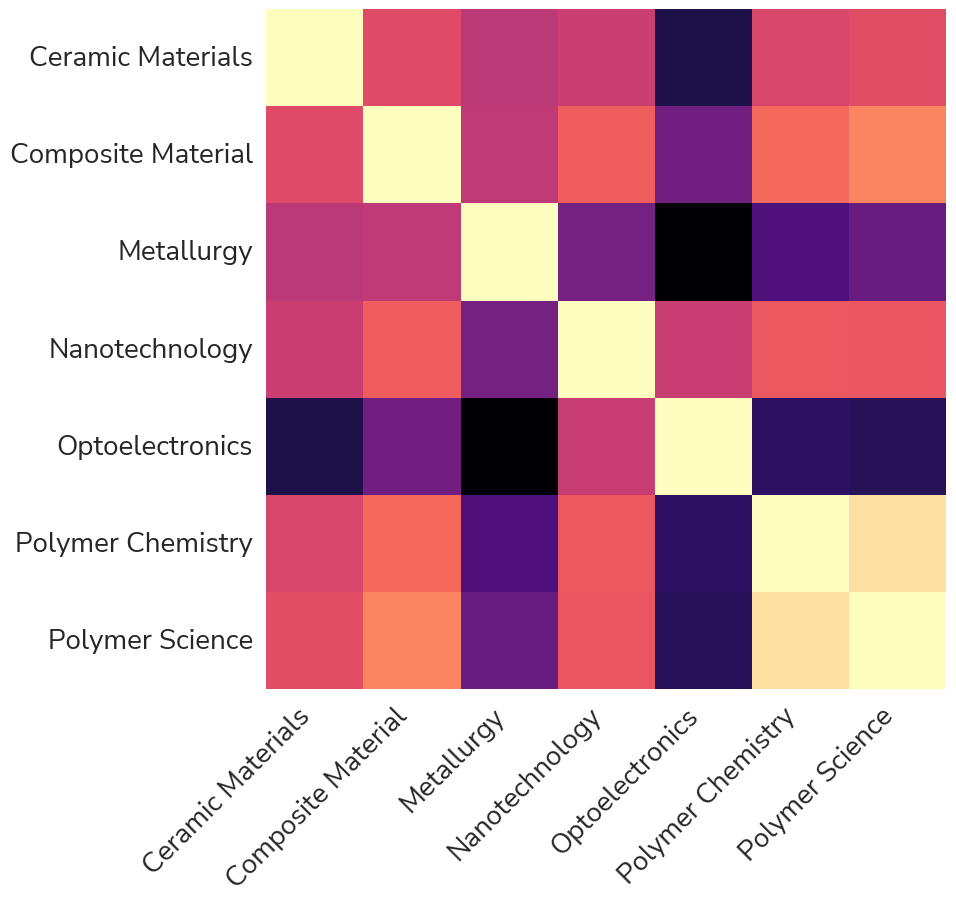 Ceramic Materials
Composite Material
Metallurgy
Nanotechnology
Optoelectronics
Polymer Chemistry
Polymer Science
Ceramic Materials
Composite Material
Metallurgy
Nanotechnology
Optoelectronics
Polymer Chemistry
Polymer Science